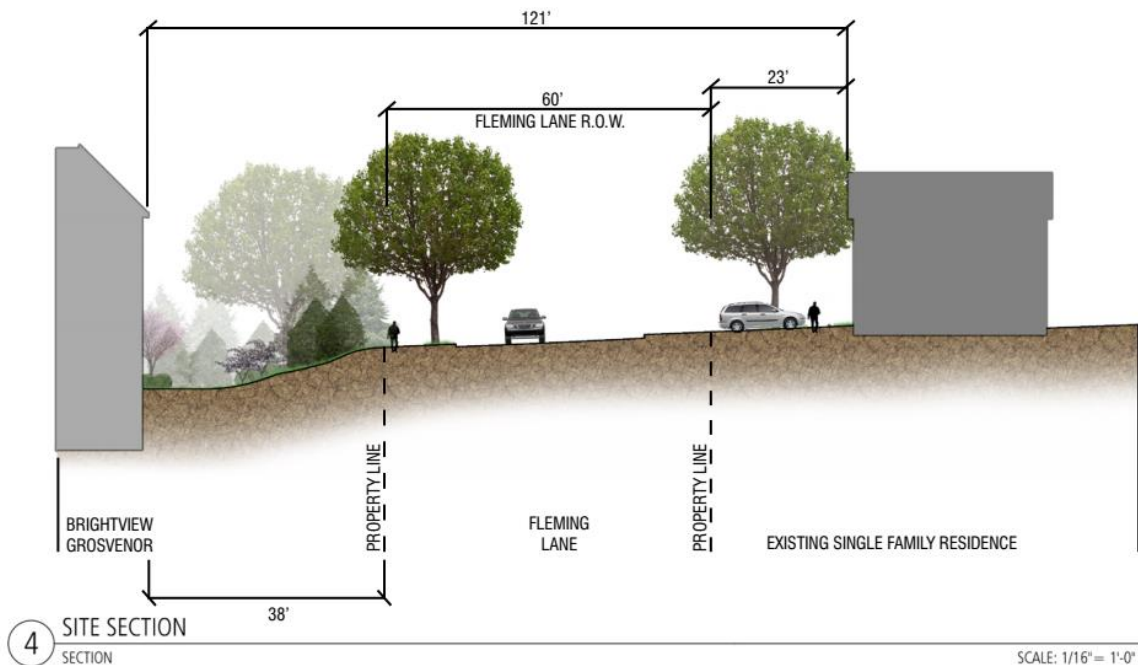 121'
23'
60'
FLEMING LANE R.O.W.
PROPERTY LINE
PROPERTY LINE
BRIGHTVIEW
GROSVENOR
FLEMING
LANE
EXISTING SINGLE FAMILY RESIDENCE
38'
4
SITE SECTION
SECTION
SCALE: 1/16"= 1'-0"